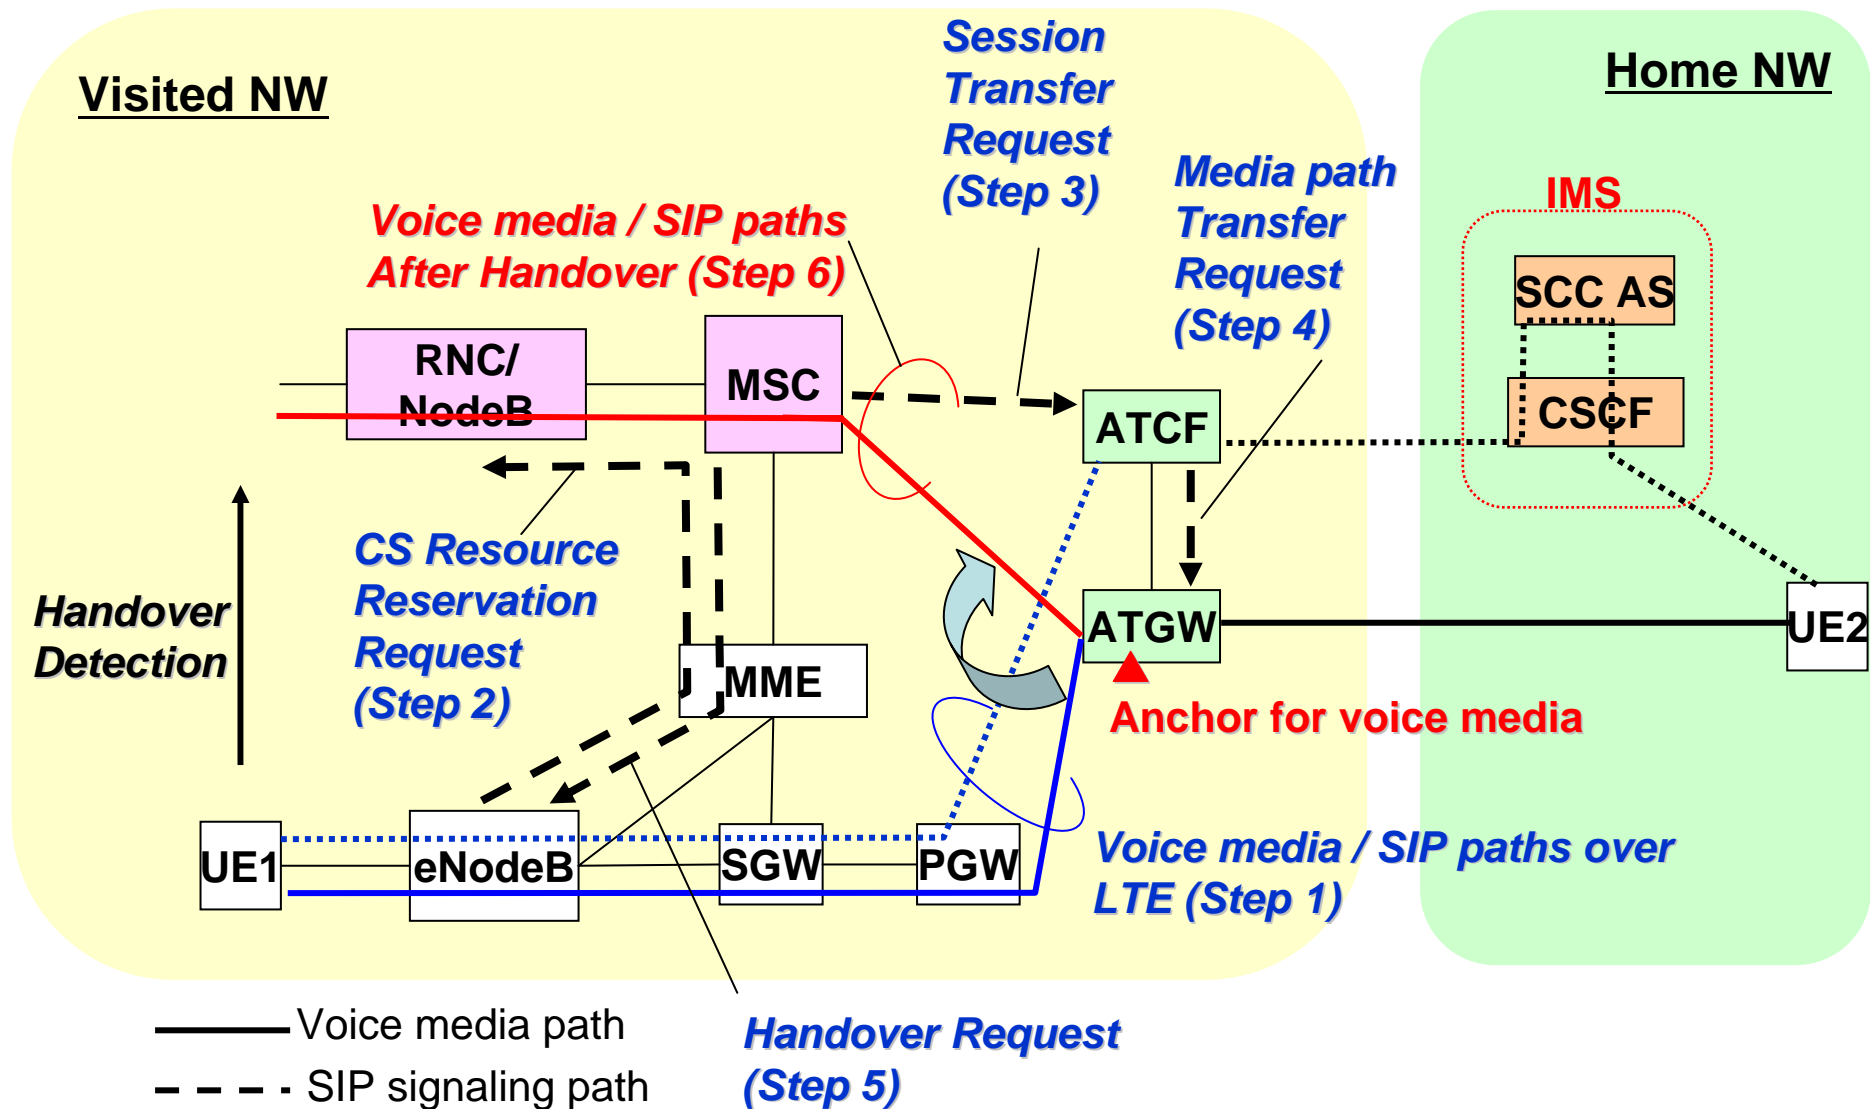 Visited NW
Home NW
Session
Transfer
Request
(Step 3)
Media path
Transfer
Request
(Step 4)
IMS
Voice media / SIP paths
After Handover (Step 6)
SCC AS
CSCF
RNC/
NodeB
MSC
ATCF
CS Resource
Reservation
Request
(Step 2)
Handover
Detection
ATGW
UE2
MME
Anchor for voice media
UE1
eNodeB
SGW
PGW
Voice media / SIP paths over
LTE (Step 1)
Voice media path
SIP signaling path
Handover Request
(Step 5)